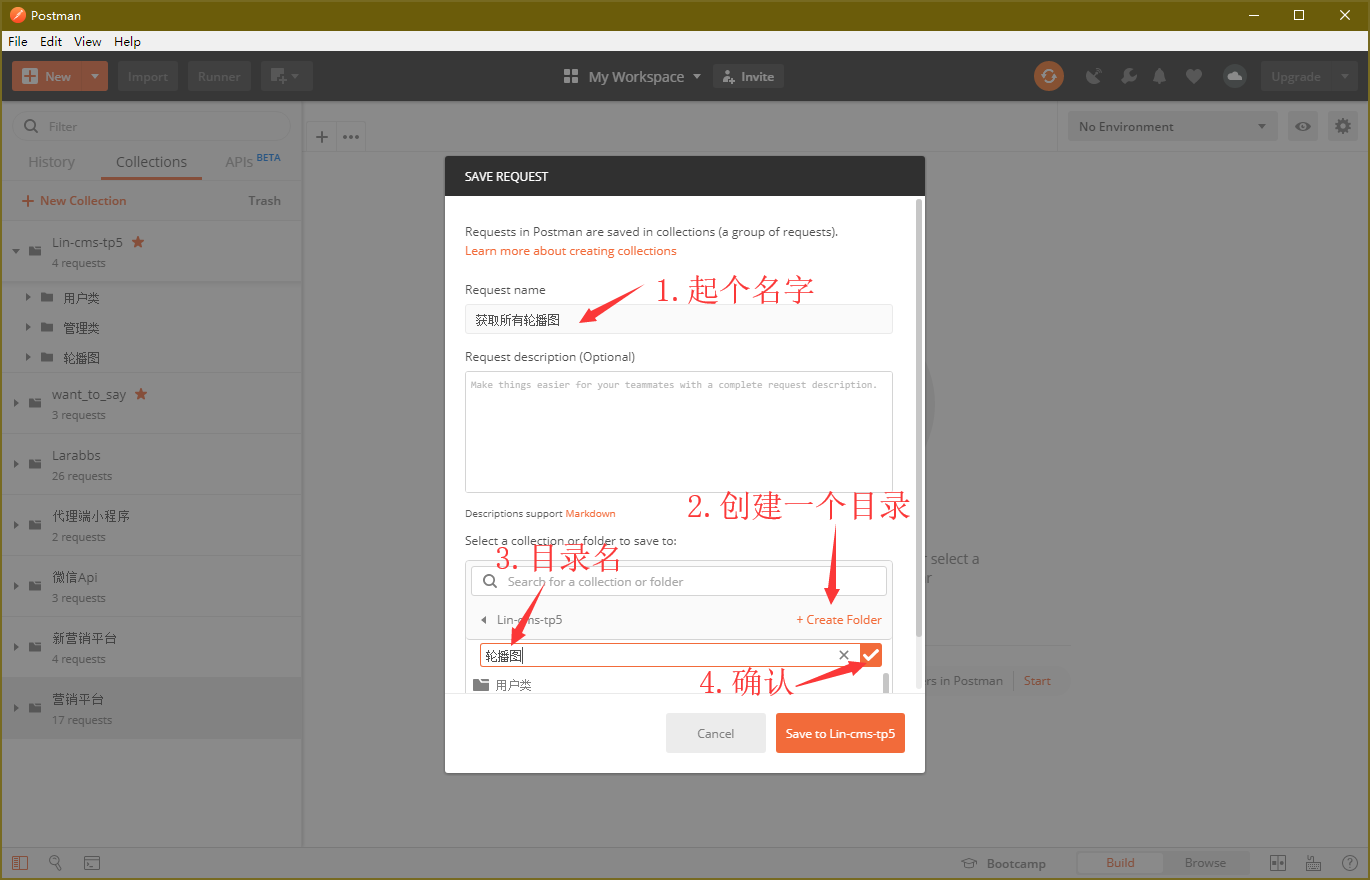 Postman
File Edit View Help
New Import Runner My Workspace Invite Upgrade
Filter
No Environment
History Collections APIs BETA
New Collection Trash
Lin-cms-tp5
4 requests
用户类
管理类
轮播图
want_to_say
3 requests
Larabbs
26 requests
代理端小程序
2 requests
微信Api
3 requests
新营销平台
4 requests
营销平台
17 requests
SAVE REQUEST
Requests in Postman are saved in collections (a group of requests).
Learn more about creating collections
Request name
1.起个名字
获取所有轮播图
Request description (Optional)
Make things easier for your teammates with a complete request description.
2.创建一个目录
Descriptions support Markdown
Select a collection or folder to save to:
3.目录名
Search for a collection or folder
Lin-cms-tp5
+ Create Folder
轮播图
4.确认
用户类
Cancel
Save to Lin-cms-tp5
select a
in Postman Start
Bootcamp Build Browse